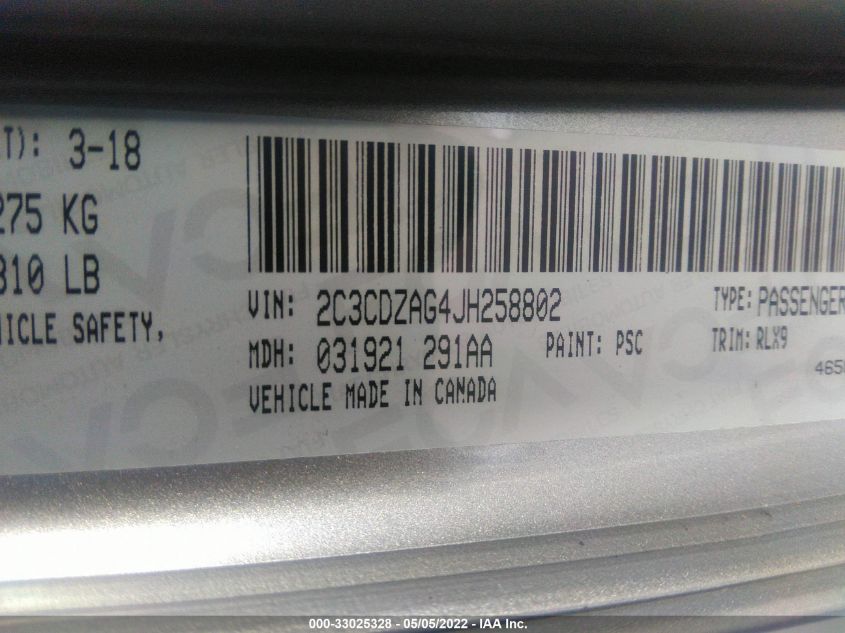 T): 3-18
275 KG
310 LB
HICLE SAFETY,
VIN: 2C3CDZAG4JH258802
TYPE: PASSENGER
MDH: 031921 291AA
PAINT: PSC
TRIM: RLX9
VEHICLE MADE IN CANADA
465
000-33025328 - 05/05/2022 - IAA Inc.